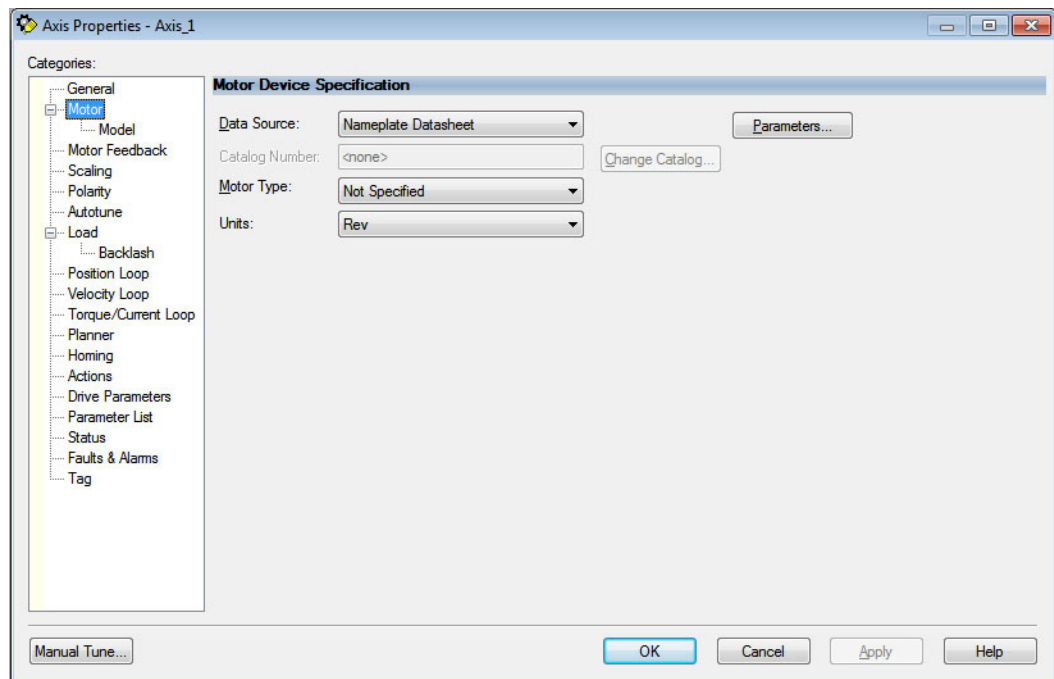 Axis Properties - Axis_1
Categories:
General
Motor
Model
Motor Feedback
Scaling
Polarity
Autotune
Load
Backlash
Position Loop
Velocity Loop
Torque/Current Loop
Planner
Homing
Actions
Drive Parameters
Parameter List
Status
Faults & Alarms
Tag
Motor Device Specification
Data Source: Nameplate Datasheet Parameters...
Catalog Number: <none> Change Catalog...
Motor Type: Not Specified
Units: Rev
Manual Tune... OK Cancel Apply Help